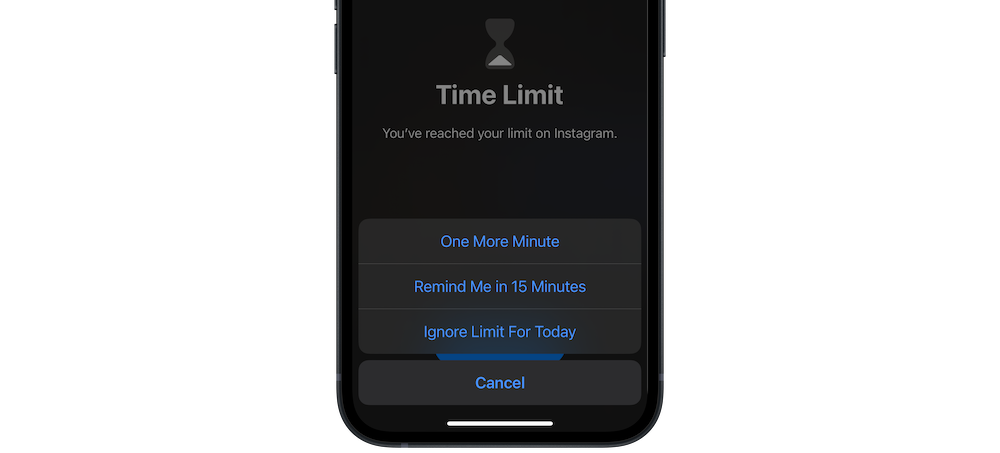 Time Limit
You’ve reached your limit on Instagram.
One More Minute
Remind Me in 15 Minutes
Ignore Limit For Today
Cancel